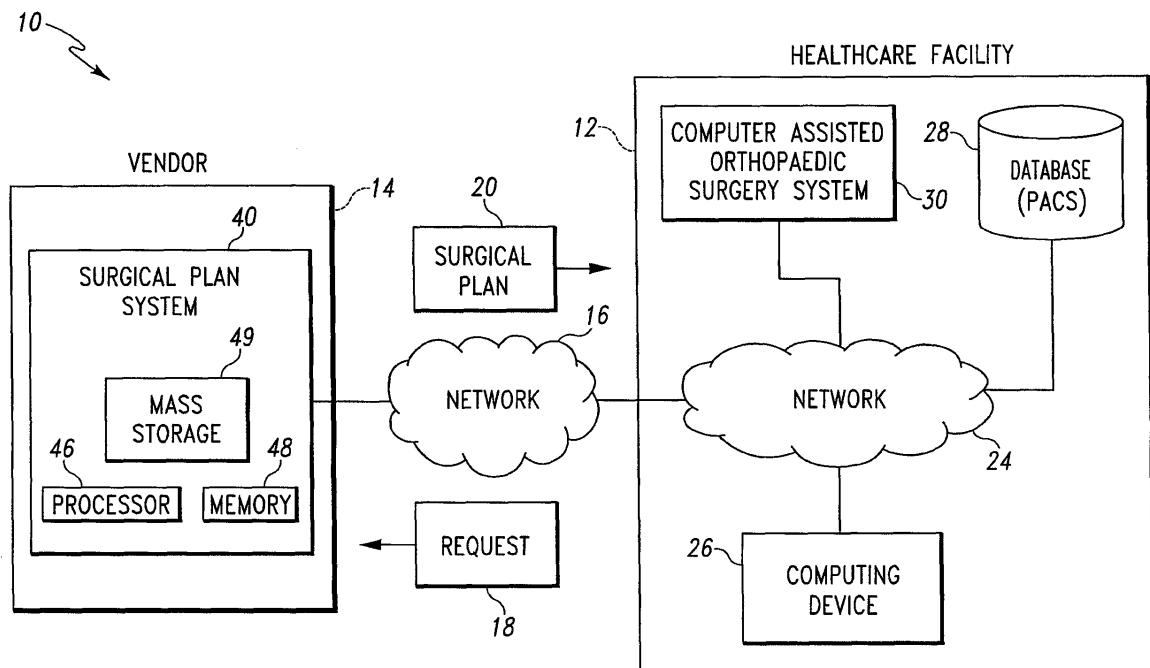 10
HEALTHCARE FACILITY
VENDOR
14
40
SURGICAL PLAN
SYSTEM
49
MASS
STORAGE
46
PROCESSOR
48
MEMORY
20
SURGICAL
PLAN
16
NETWORK
REQUEST
18
12
COMPUTER ASSISTED
ORTHOPAEDIC
SURGERY SYSTEM
30
28
DATABASE
(PACS)
NETWORK
24
26
COMPUTING
DEVICE